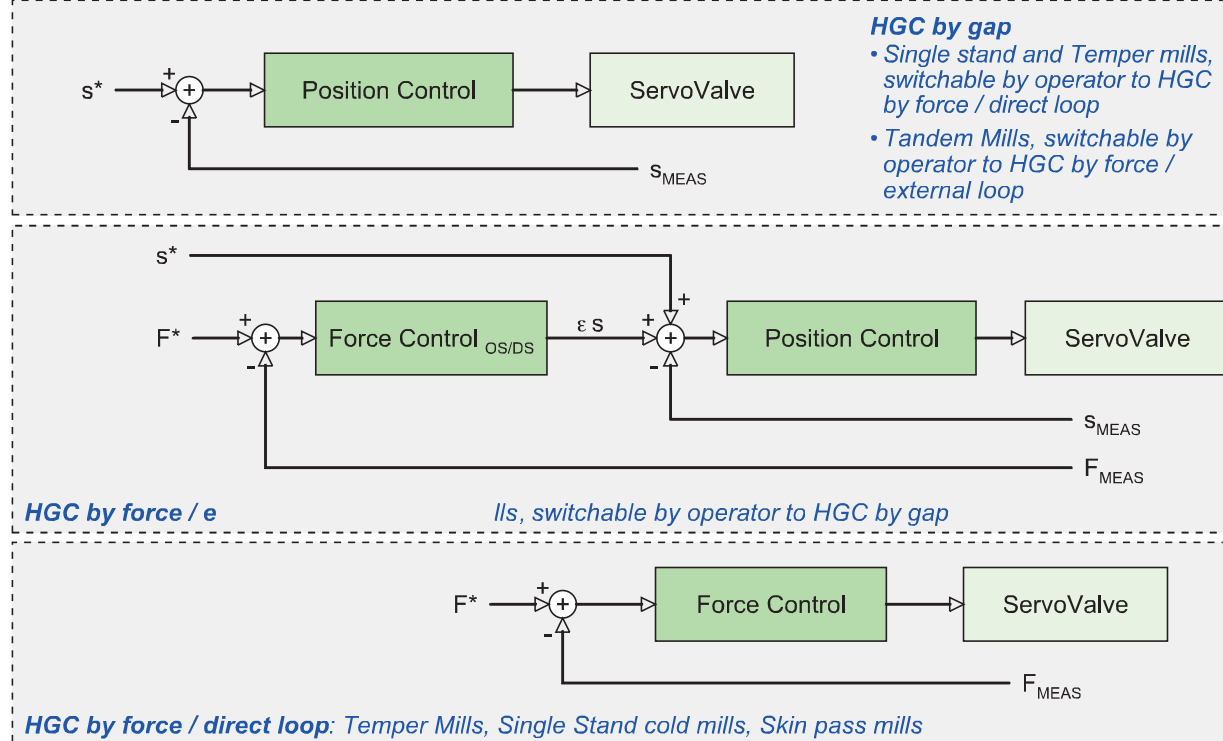 HGC by gap
• Single stand and Temper mills,
switchable by operator to HGC
by force / direct loop
• Tandem Mills, switchable by
operator to HGC by force /
external loop
s*
+
+
-
Position Control
ServoValve
sMEAS
s*
+
F*
+
+
-
Force Control OS/DS
ε s
+
+
-
Position Control
ServoValve
sMEAS
FMEAS
HGC by force / e
lls, switchable by operator to HGC by gap
F*
+
+
-
Force Control
ServoValve
FMEAS
HGC by force / direct loop: Temper Mills, Single Stand cold mills, Skin pass mills